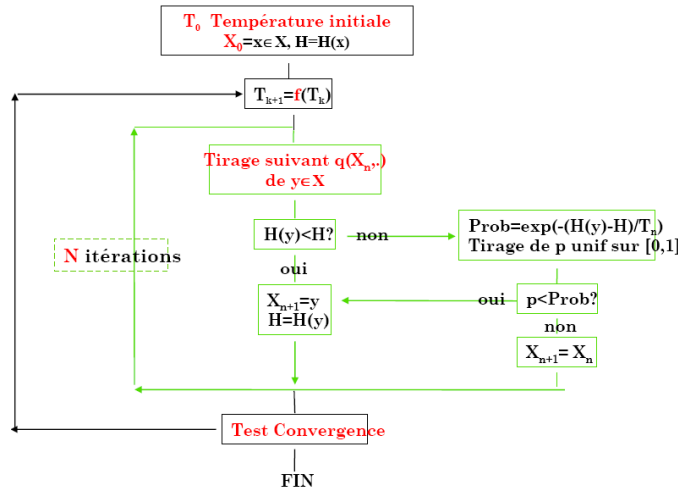 T₀ Température initiale
X₀=x∈X, H=H(x)
Tₖ₊₁=f(Tₖ)
Tirage suivant q(Xₙ,.)
de y∈X
N itérations
H(y)<H?
non
Prob=exp(-(H(y)-H)/Tₙ)
Tirage de p unif sur [0,1]
oui
Xₙ₊₁=y
H=H(y)
oui
p<Prob?
non
Xₙ₊₁= Xₙ
Test Convergence
FIN